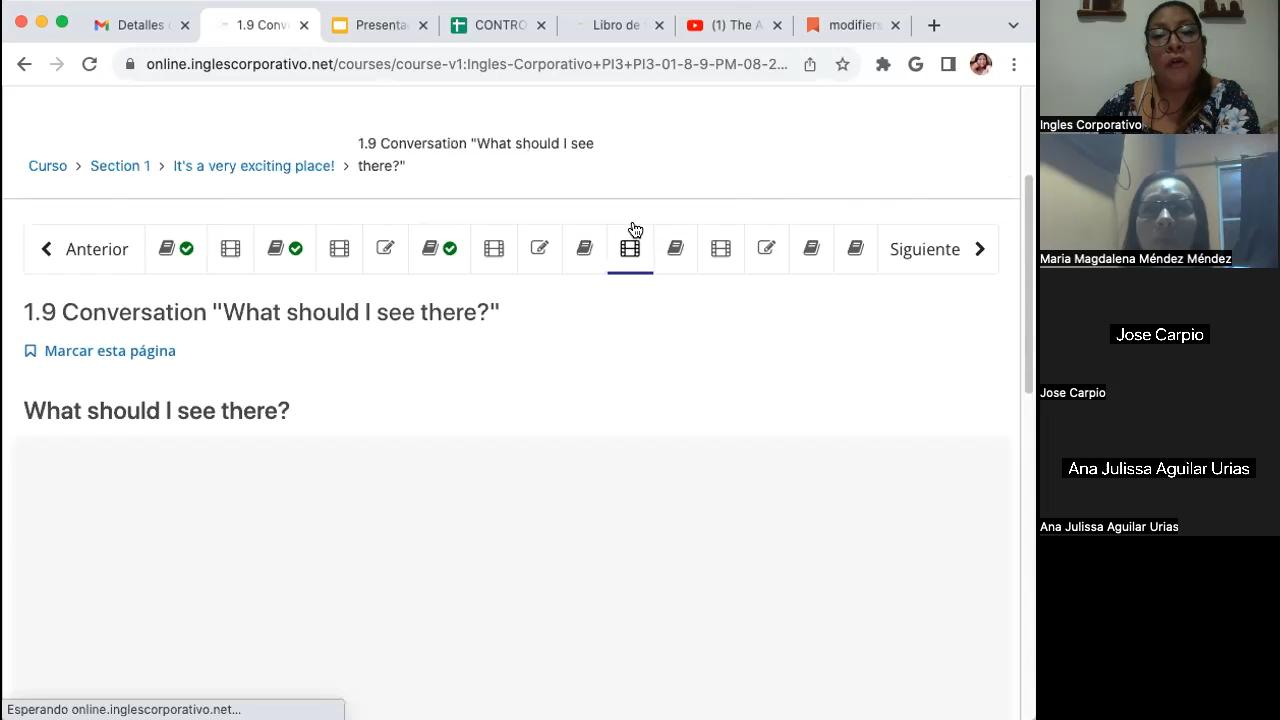 Detalles
1.9 Conv
Presenta
CONTRO
Libro de
(1) The A
modifiers
online.inglescorporativo.net/courses/course-v1:Ingles-Corporativo+PI3+PI3-01-8-9-PM-08-2...
Curso > Section 1 > It's a very exciting place! > 1.9 Conversation "What should I see there?"
Anterior
Siguiente
1.9 Conversation "What should I see there?"
Marcar esta página
What should I see there?
Esperando online.inglescorporativo.net...
Ingles Corporativo
Maria Magdalena Méndez Méndez
Jose Carpio
Jose Carpio
Ana Julissa Aguilar Urias
Ana Julissa Aguilar Urias